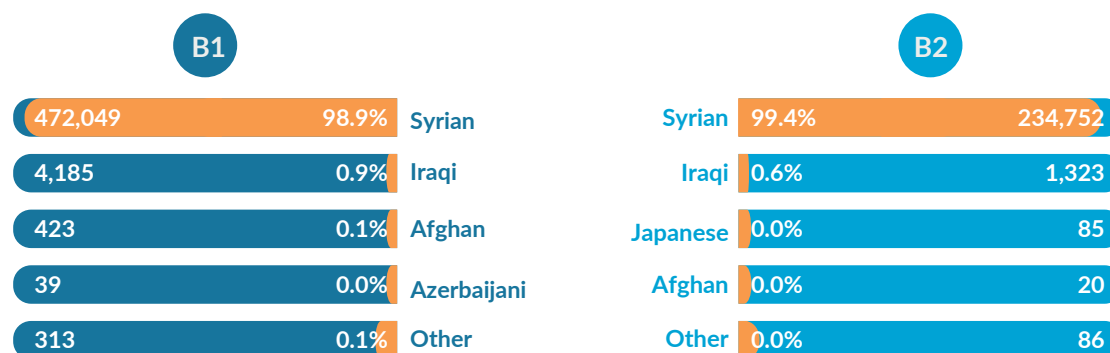 B1
472,049 98.9% Syrian
4,185 0.9% Iraqi
423 0.1% Afghan
39 0.0% Azerbaijani
313 0.1% Other
B2
Syrian 99.4% 234,752
Iraqi 0.6% 1,323
Japanese 0.0% 85
Afghan 0.0% 20
Other 0.0% 86